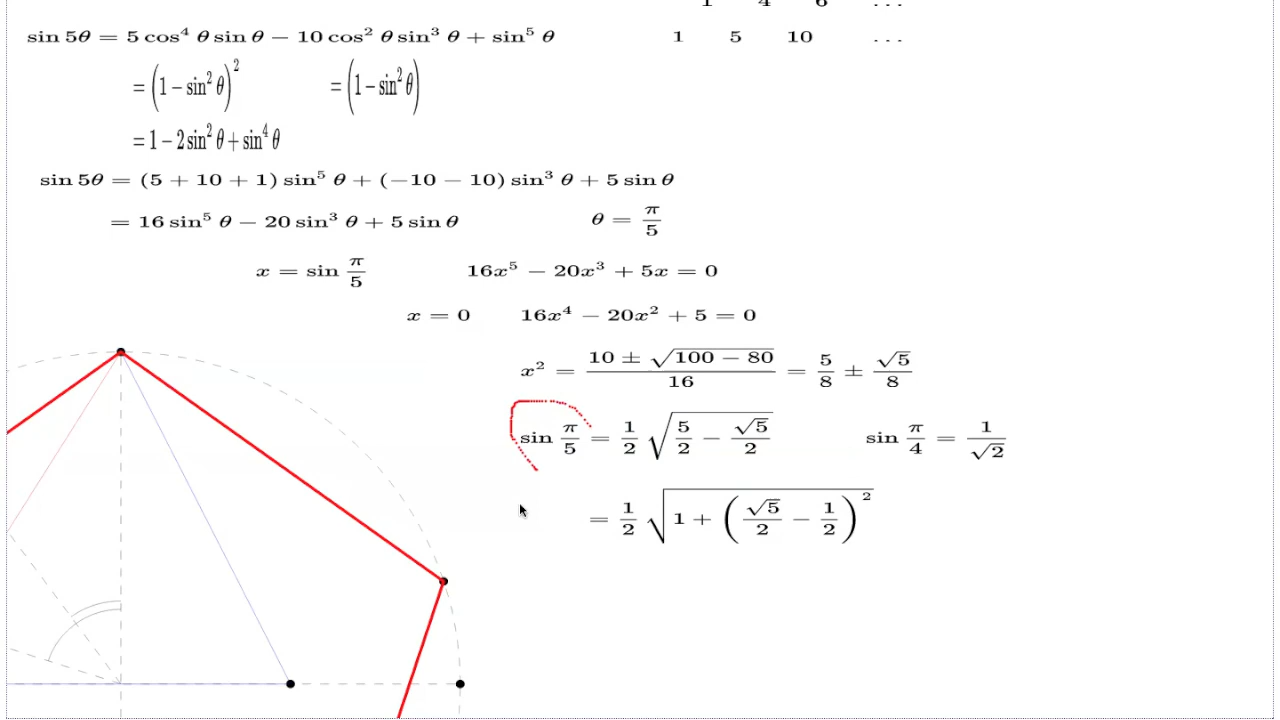 1 4 6 ...
sin 5θ = 5 cos⁴ θ sin θ − 10 cos² θ sin³ θ + sin⁵ θ 1 5 10 ...
= (1 − sin² θ)² = (1 − sin² θ)
= 1 − 2 sin² θ + sin⁴ θ
sin 5θ = (5 + 10 + 1) sin⁵ θ + (−10 − 10) sin³ θ + 5 sin θ
= 16 sin⁵ θ − 20 sin³ θ + 5 sin θ θ = π/5
x = sin π/5 16x⁵ − 20x³ + 5x = 0
x = 0 16x⁴ − 20x² + 5 = 0
x² = (10 ± √(100 − 80))/16 = 5/8 ± √5/8
sin π/5 = 1/2 √(5/2 − √5/2) sin π/4 = 1/√2
= 1/2 √(1 + (√5/2 − 1/2)²)